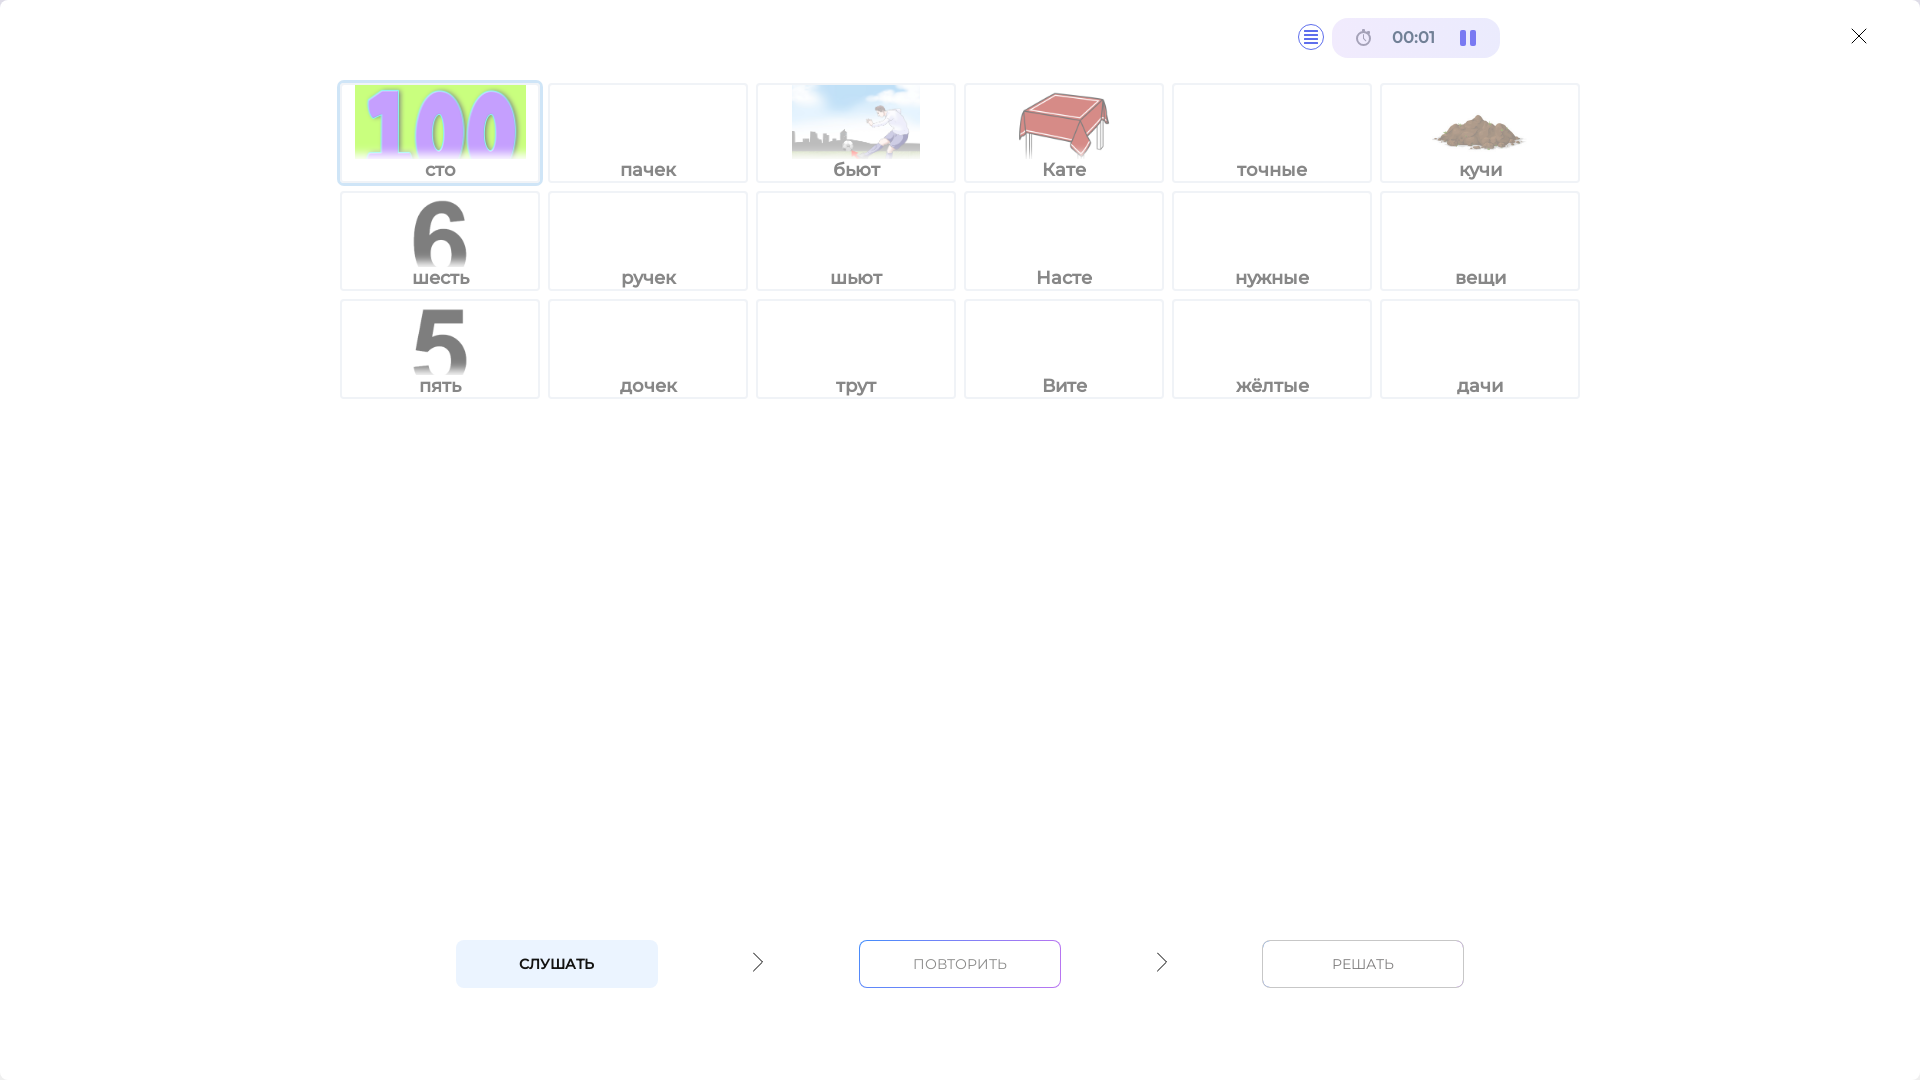 00:01
100
сто пачек бьют Кате точные кучи
6
шесть ручек шьют Насте нужные вещи
5
пять дочек трут Вите жёлтые дачи
СЛУШАТЬ ПОВТОРИТЬ РЕШАТЬ